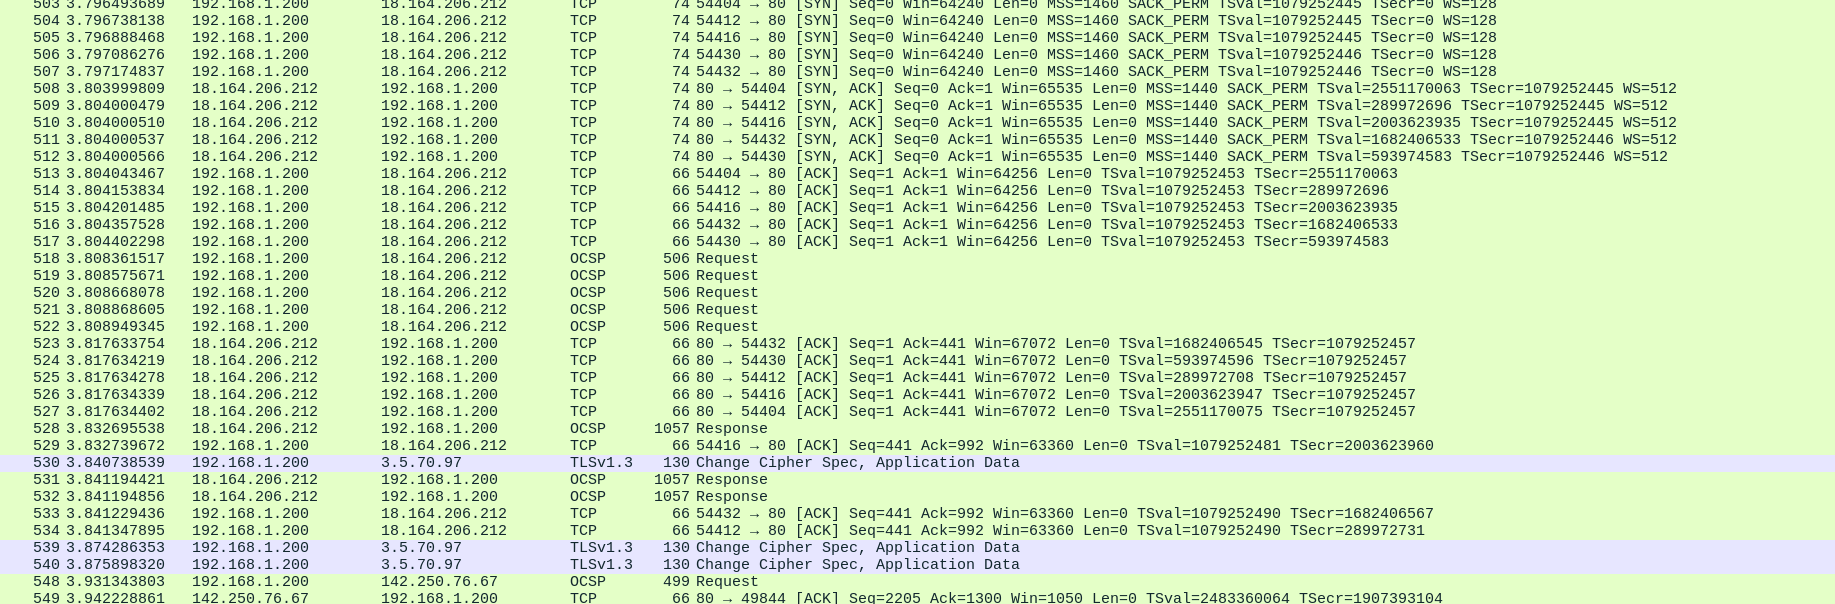 503 3.796493689 192.168.1.200 18.164.206.212 TCP 74 54404 → 80 [SYN] Seq=0 Win=64240 Len=0 MSS=1460 SACK_PERM TSval=1079252445 TSecr=0 WS=128
504 3.796738138 192.168.1.200 18.164.206.212 TCP 74 54412 → 80 [SYN] Seq=0 Win=64240 Len=0 MSS=1460 SACK_PERM TSval=1079252445 TSecr=0 WS=128
505 3.796888468 192.168.1.200 18.164.206.212 TCP 74 54416 → 80 [SYN] Seq=0 Win=64240 Len=0 MSS=1460 SACK_PERM TSval=1079252445 TSecr=0 WS=128
506 3.797086276 192.168.1.200 18.164.206.212 TCP 74 54430 → 80 [SYN] Seq=0 Win=64240 Len=0 MSS=1460 SACK_PERM TSval=1079252446 TSecr=0 WS=128
507 3.797174837 192.168.1.200 18.164.206.212 TCP 74 54432 → 80 [SYN] Seq=0 Win=64240 Len=0 MSS=1460 SACK_PERM TSval=1079252446 TSecr=0 WS=128
508 3.803999809 18.164.206.212 192.168.1.200 TCP 74 80 → 54404 [SYN, ACK] Seq=0 Ack=1 Win=65535 Len=0 MSS=1440 SACK_PERM TSval=2551170063 TSecr=1079252445 WS=512
509 3.804000479 18.164.206.212 192.168.1.200 TCP 74 80 → 54412 [SYN, ACK] Seq=0 Ack=1 Win=65535 Len=0 MSS=1440 SACK_PERM TSval=289972696 TSecr=1079252445 WS=512
510 3.804000510 18.164.206.212 192.168.1.200 TCP 74 80 → 54416 [SYN, ACK] Seq=0 Ack=1 Win=65535 Len=0 MSS=1440 SACK_PERM TSval=2003623935 TSecr=1079252445 WS=512
511 3.804000537 18.164.206.212 192.168.1.200 TCP 74 80 → 54432 [SYN, ACK] Seq=0 Ack=1 Win=65535 Len=0 MSS=1440 SACK_PERM TSval=1682406533 TSecr=1079252446 WS=512
512 3.804000566 18.164.206.212 192.168.1.200 TCP 74 80 → 54430 [SYN, ACK] Seq=0 Ack=1 Win=65535 Len=0 MSS=1440 SACK_PERM TSval=593974583 TSecr=1079252446 WS=512
513 3.804043467 192.168.1.200 18.164.206.212 TCP 66 54404 → 80 [ACK] Seq=1 Ack=1 Win=64256 Len=0 TSval=1079252453 TSecr=2551170063
514 3.804153834 192.168.1.200 18.164.206.212 TCP 66 54412 → 80 [ACK] Seq=1 Ack=1 Win=64256 Len=0 TSval=1079252453 TSecr=289972696
515 3.804201485 192.168.1.200 18.164.206.212 TCP 66 54416 → 80 [ACK] Seq=1 Ack=1 Win=64256 Len=0 TSval=1079252453 TSecr=2003623935
516 3.804357528 192.168.1.200 18.164.206.212 TCP 66 54432 → 80 [ACK] Seq=1 Ack=1 Win=64256 Len=0 TSval=1079252453 TSecr=1682406533
517 3.804402298 192.168.1.200 18.164.206.212 TCP 66 54430 → 80 [ACK] Seq=1 Ack=1 Win=64256 Len=0 TSval=1079252453 TSecr=593974583
518 3.808361517 192.168.1.200 18.164.206.212 OCSP 506 Request
519 3.808575671 192.168.1.200 18.164.206.212 OCSP 506 Request
520 3.808668078 192.168.1.200 18.164.206.212 OCSP 506 Request
521 3.808868605 192.168.1.200 18.164.206.212 OCSP 506 Request
522 3.808949345 192.168.1.200 18.164.206.212 OCSP 506 Request
523 3.817633754 18.164.206.212 192.168.1.200 TCP 66 80 → 54432 [ACK] Seq=1 Ack=441 Win=67072 Len=0 TSval=1682406545 TSecr=1079252457
524 3.817634219 18.164.206.212 192.168.1.200 TCP 66 80 → 54430 [ACK] Seq=1 Ack=441 Win=67072 Len=0 TSval=593974596 TSecr=1079252457
525 3.817634278 18.164.206.212 192.168.1.200 TCP 66 80 → 54412 [ACK] Seq=1 Ack=441 Win=67072 Len=0 TSval=289972708 TSecr=1079252457
526 3.817634339 18.164.206.212 192.168.1.200 TCP 66 80 → 54416 [ACK] Seq=1 Ack=441 Win=67072 Len=0 TSval=2003623947 TSecr=1079252457
527 3.817634402 18.164.206.212 192.168.1.200 TCP 66 80 → 54404 [ACK] Seq=1 Ack=441 Win=67072 Len=0 TSval=2551170075 TSecr=1079252457
528 3.832695538 18.164.206.212 192.168.1.200 OCSP 1057 Response
529 3.832739672 192.168.1.200 18.164.206.212 TCP 66 54416 → 80 [ACK] Seq=441 Ack=992 Win=63360 Len=0 TSval=1079252481 TSecr=2003623960
530 3.840738539 192.168.1.200 3.5.70.97 TLSv1.3 130 Change Cipher Spec, Application Data
531 3.841194421 18.164.206.212 192.168.1.200 OCSP 1057 Response
532 3.841194856 18.164.206.212 192.168.1.200 OCSP 1057 Response
533 3.841229436 192.168.1.200 18.164.206.212 TCP 66 54432 → 80 [ACK] Seq=441 Ack=992 Win=63360 Len=0 TSval=1079252490 TSecr=1682406567
534 3.841347895 192.168.1.200 18.164.206.212 TCP 66 54412 → 80 [ACK] Seq=441 Ack=992 Win=63360 Len=0 TSval=1079252490 TSecr=289972731
539 3.874286353 192.168.1.200 3.5.70.97 TLSv1.3 130 Change Cipher Spec, Application Data
540 3.875898320 192.168.1.200 3.5.70.97 TLSv1.3 130 Change Cipher Spec, Application Data
548 3.931343803 192.168.1.200 142.250.76.67 OCSP 499 Request
549 3.942228861 142.250.76.67 192.168.1.200 TCP 66 80 → 49844 [ACK] Seq=2205 Ack=1300 Win=1050 Len=0 TSval=2483360064 TSecr=1907393104